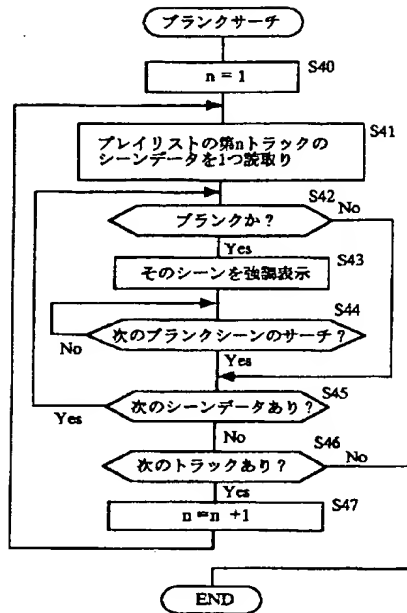 ブランクサーチ
S40
n = 1
S41
プレイリストの第nトラックの
シーンデータを1つ読取り
S42
ブランクか？
No
Yes
S43
そのシーンを強調表示
S44
次のブランクシーンのサーチ？
No
Yes
S45
次のシーンデータあり？
Yes
No
S46
次のトラックあり？
No
Yes
S47
n = n +1
END